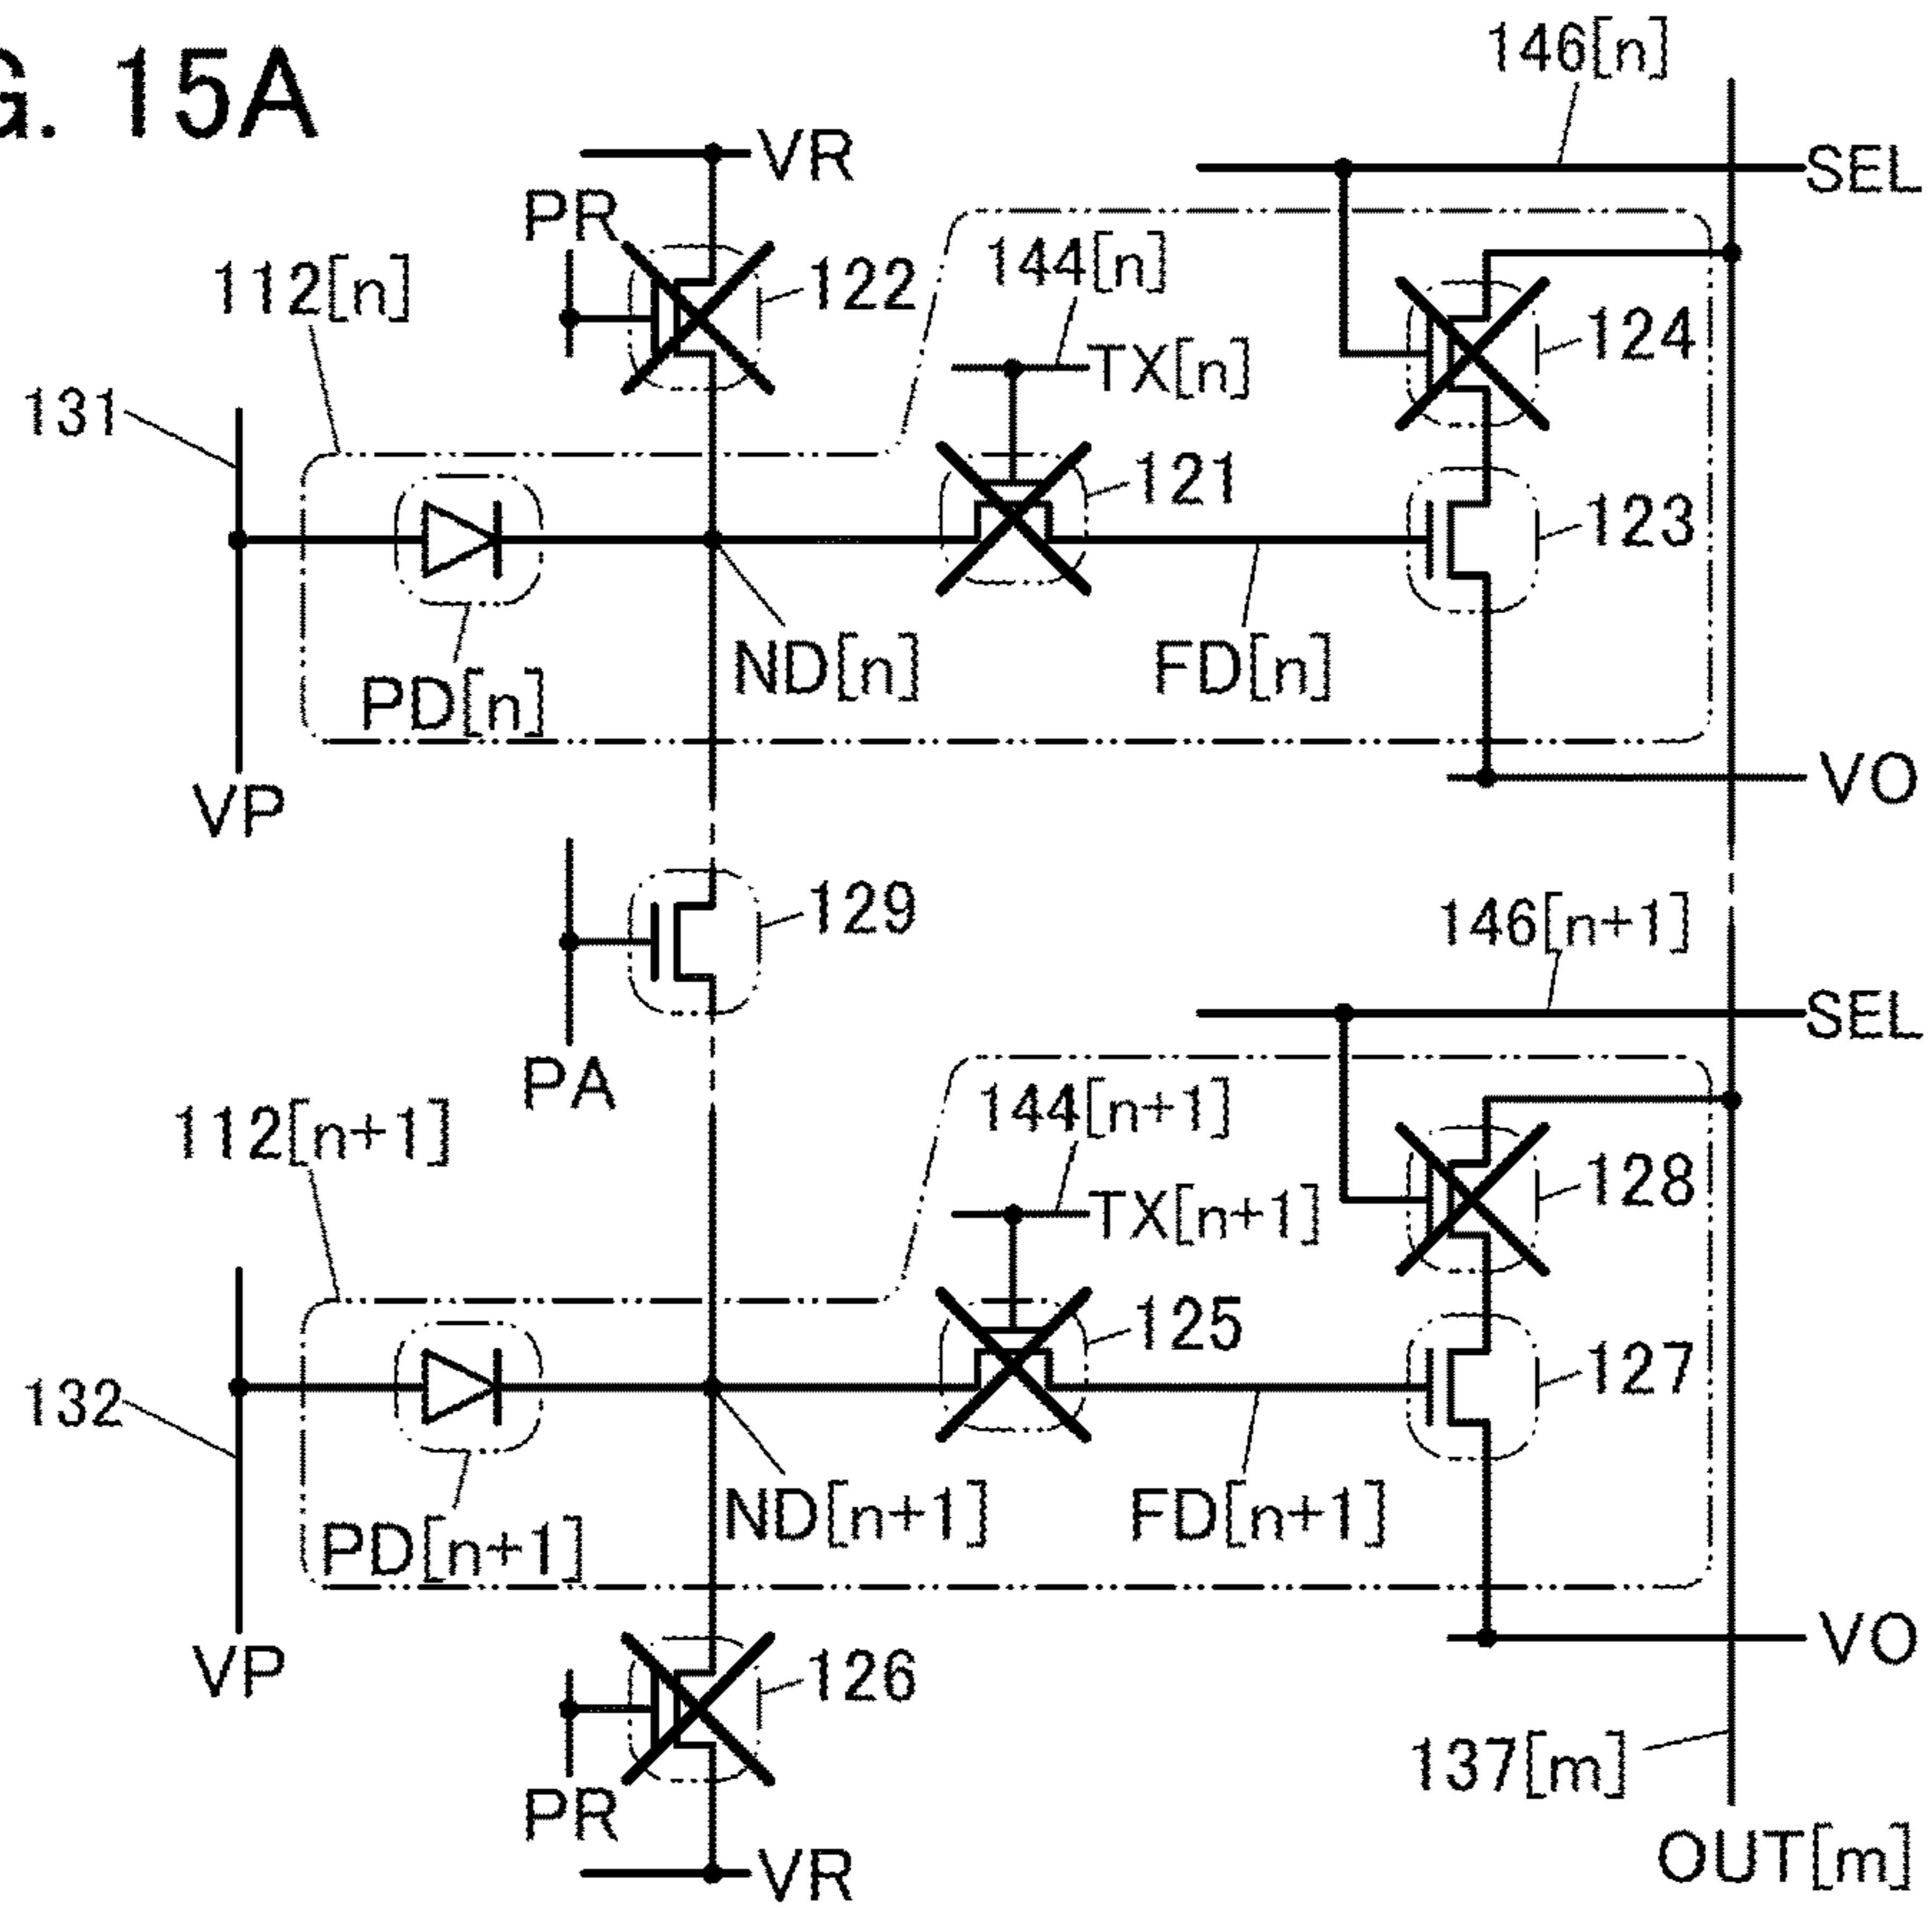 G. 15A
146[n]
VR
SEL
PR
112[n]
122
144[n]
124
TX[n]
131
121
123
ND[n]
FD[n]
PD[n]
VP
VO
129
146[n+1]
SEL
PA
112[n+1]
144[n+1]
128
TX[n+1]
125
127
132
ND[n+1]
FD[n+1]
PD[n+1]
VO
VP
126
137[m]
PR
VR
OUT[m]